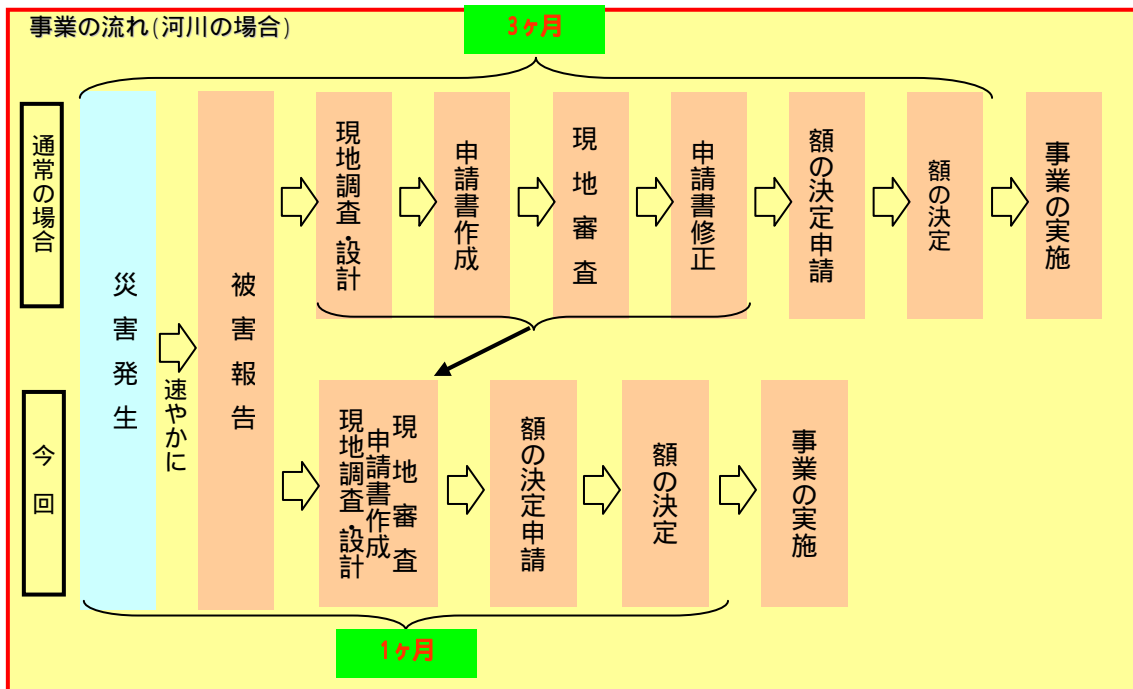 事業の流れ(河川の場合)
3ヶ月
通常の場合
災害発生
速やかに
被害報告
現地調査・設計
申請書作成
現地審査
申請書修正
額の決定申請
額の決定
事業の実施
今回
現地審査
申請書作成
現地調査・設計
額の決定申請
額の決定
事業の実施
1ヶ月